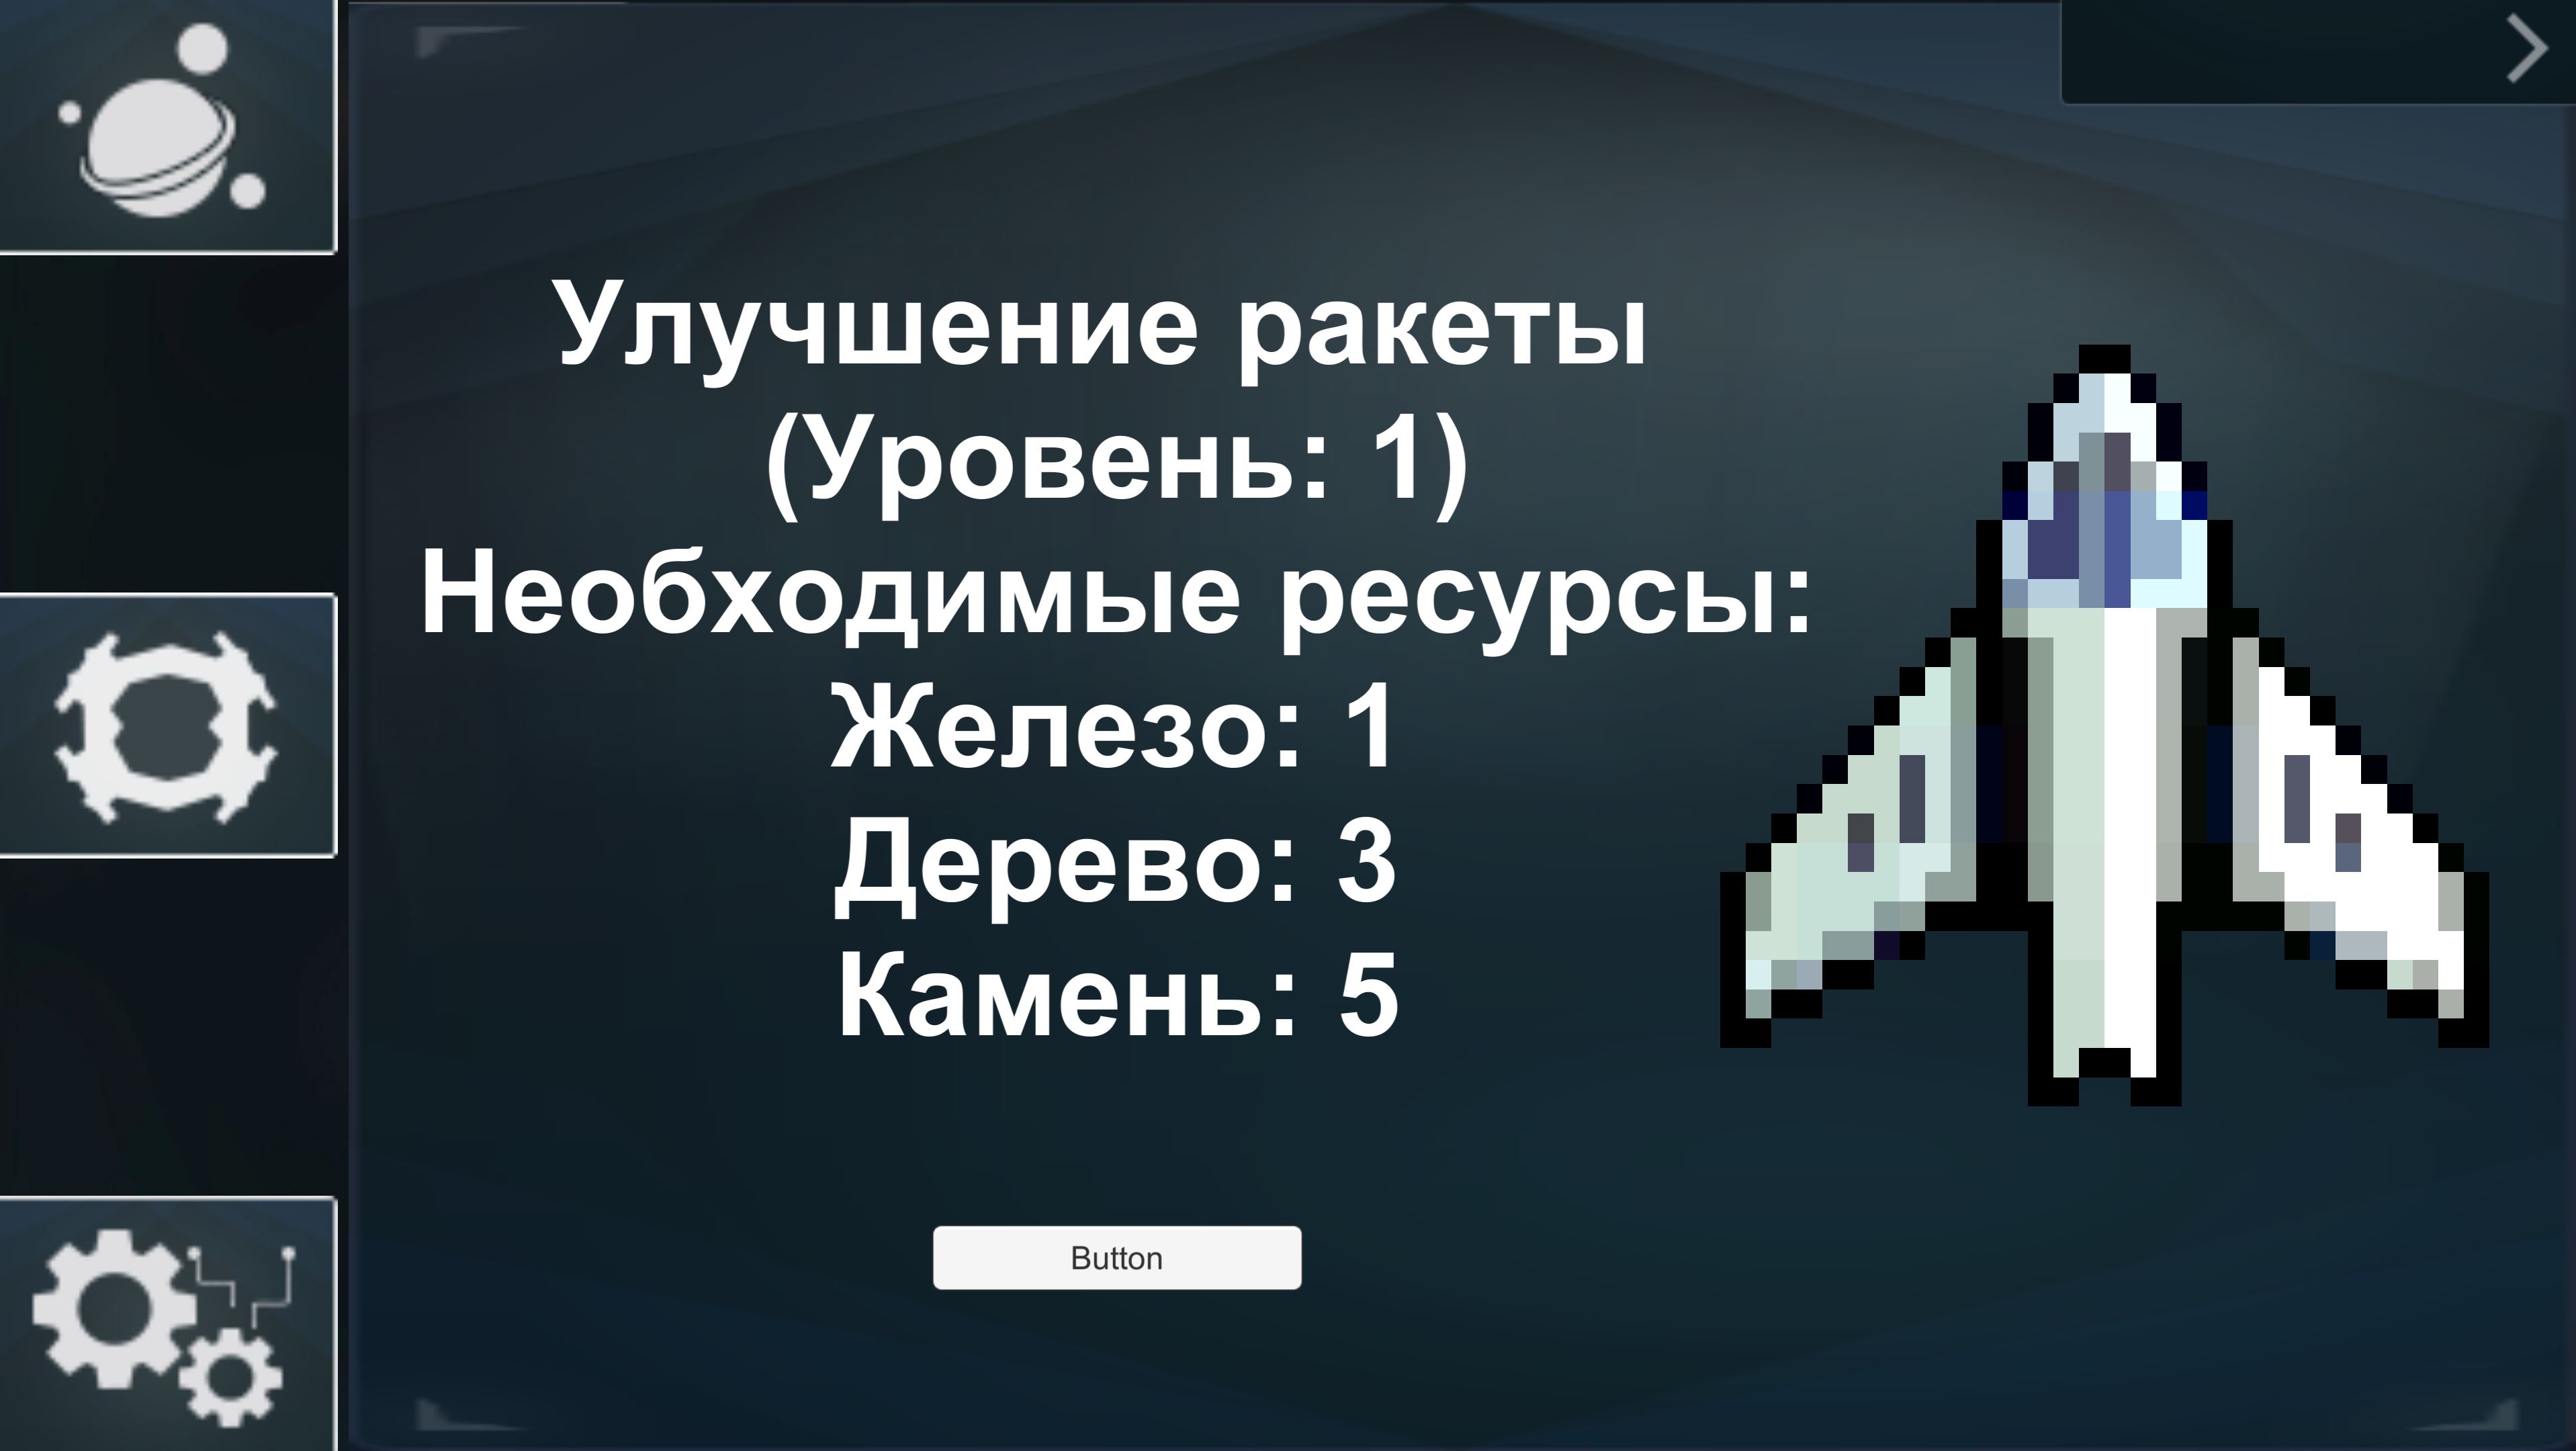 Улучшение ракеты
(Уровень: 1)
Необходимые ресурсы:
Железо: 1
Дерево: 3
Камень: 5
Button